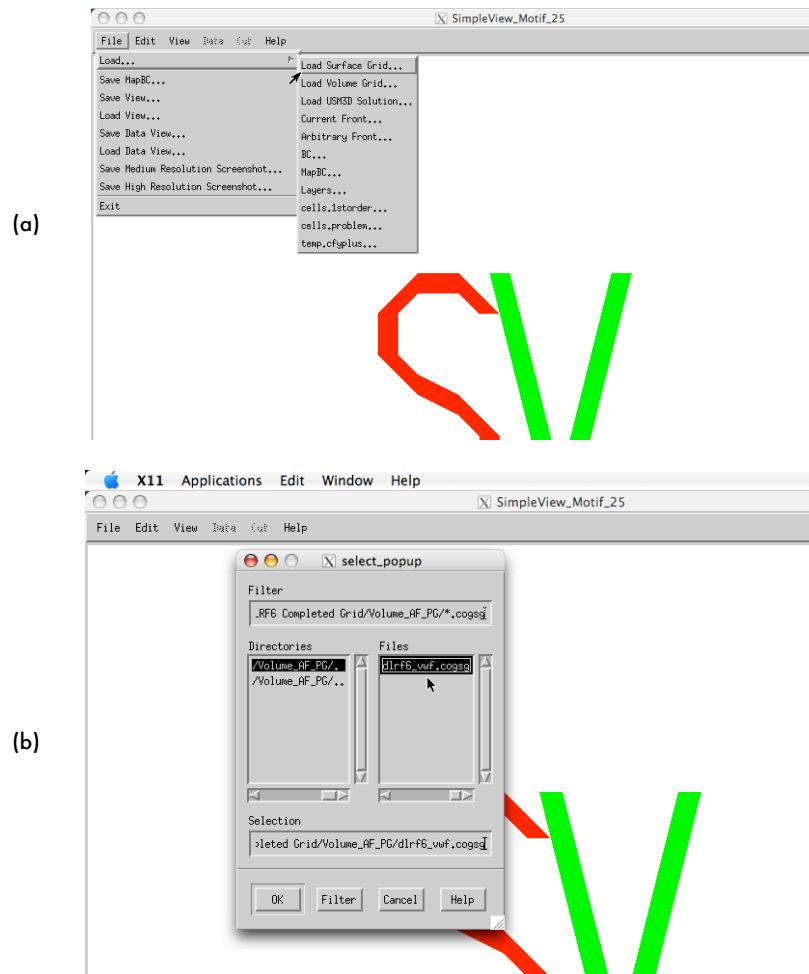 SimpleView_Motif_25
File Edit View Data Cut Help
Load...
Save MapBC...
Save View...
Load View...
Save Data View...
Load Data View...
Save Medium Resolution Screenshot...
Save High Resolution Screenshot...
Exit
Load Surface Grid...
Load Volume Grid...
Load USM3D Solution...
Current Front...
Arbitrary Front...
BC...
MapBC...
Layers...
cells.1storder...
cells.problem...
temp.cfyplus...
(a)
SV
X11 Applications Edit Window Help
SimpleView_Motif_25
File Edit View Data Cut Help
select_popup
Filter
.RF6 Completed Grid/Volume_AF_PG/*.cogsg
Directories Files
/Volume_AF_PG/. dlrf6_vwf.cogsg
/Volume_AF_PG/..
Selection
pleted Grid/Volume_AF_PG/dlrf6_vwf.cogsg
OK Filter Cancel Help
(b)